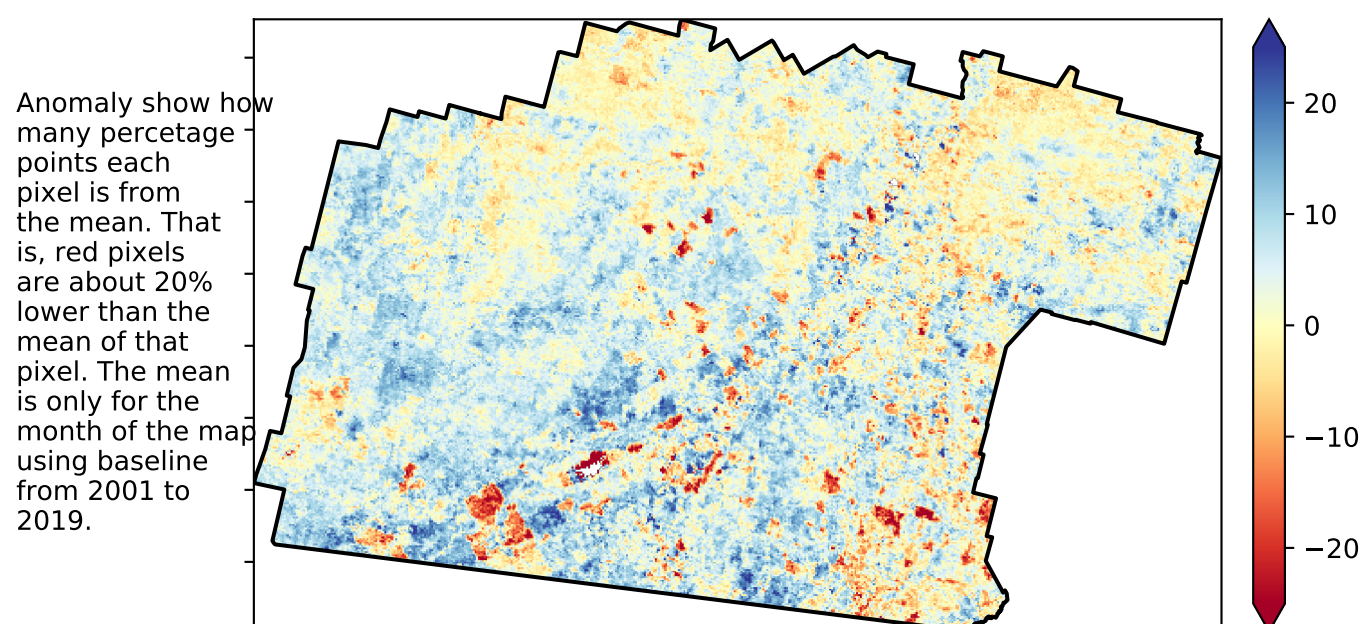 Anomaly show how
many percetage
points each
pixel is from
the mean. That
is, red pixels
are about 20%
lower than the
mean of that
pixel. The mean
is only for the
month of the map
using baseline
from 2001 to
2019.
20
10
0
−10
−20